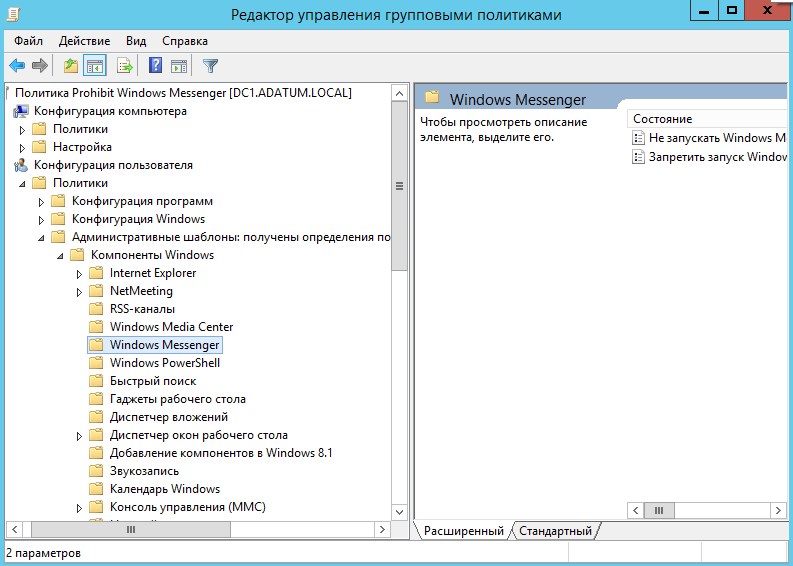 Редактор управления групповыми политиками
Файл Действие Вид Справка
Политика Prohibit Windows Messenger [DC1.ADATUM.LOCAL]
Конфигурация компьютера
Политики
Настройка
Конфигурация пользователя
Политики
Конфигурация программ
Конфигурация Windows
Административные шаблоны: получены определения по
Компоненты Windows
Internet Explorer
NetMeeting
RSS-каналы
Windows Media Center
Windows Messenger
Windows PowerShell
Быстрый поиск
Гаджеты рабочего стола
Диспетчер вложений
Диспетчер окон рабочего стола
Добавление компонентов в Windows 8.1
Звукозапись
Календарь Windows
Консоль управления (MMC)
Windows Messenger
Чтобы просмотреть описание
элемента, выделите его.
Состояние
Не запускать Windows M
Запретить запуск Window
Расширенный Стандартный
2 параметров